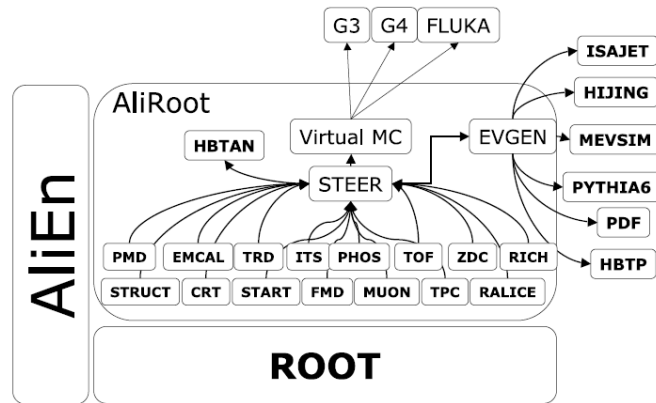 G3 G4 FLUKA
ISAJET
HIJING
MEVSIM
PYTHIA6
PDF
HBTP
AliRoot
HBTAN
Virtual MC
EVGEN
STEER
PMD EMCAL TRD ITS PHOS TOF ZDC RICH
STRUCT CRT START FMD MUON TPC RALICE
AliEn
ROOT